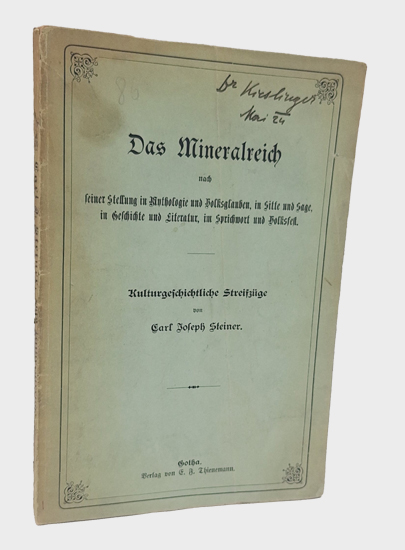 Dr Kieslinger
Mai 24
Das Mineralreich
nach
seiner Stellung in Mythologie und Volksglauben, in Sitte und Sage,
in Geschichte und Literatur, im Sprichwort und Volksfest.
Kulturgeschichtliche Streifzüge
von
Carl Joseph Steiner.
Gotha.
Verlag von E. F. Thienemann.